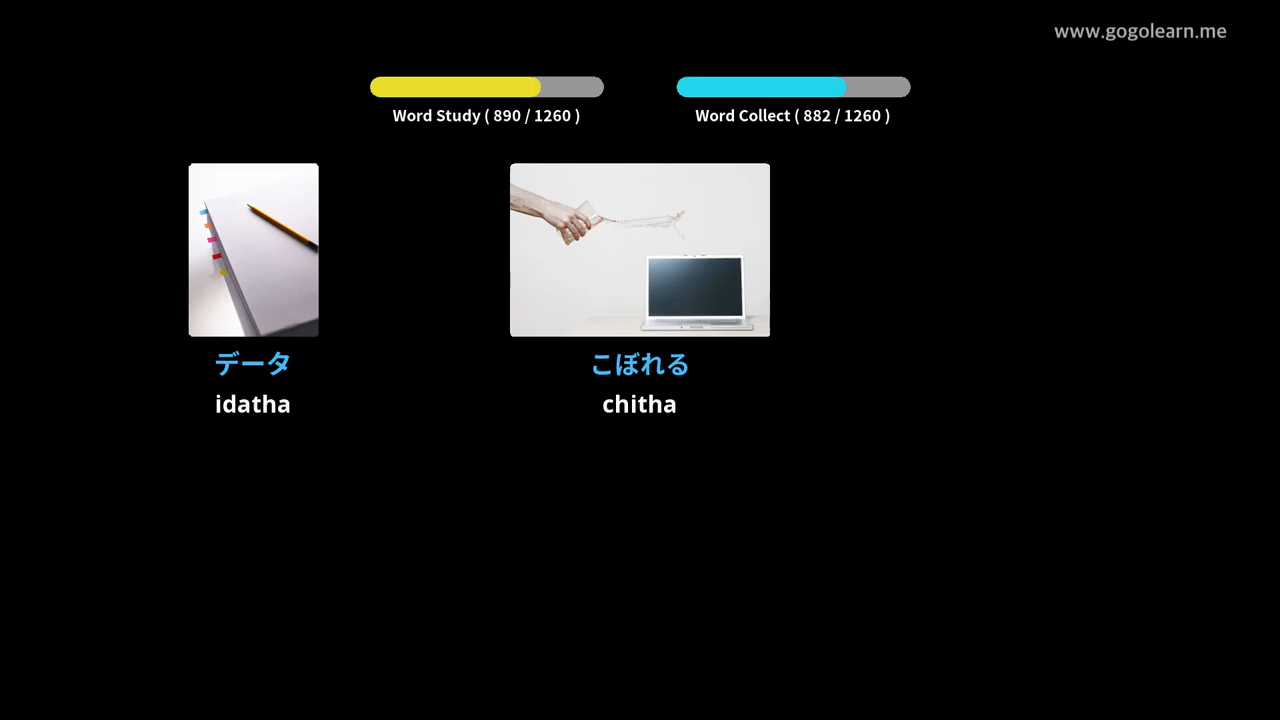 www.gogolearn.me
Word Study ( 890 / 1260 )
Word Collect ( 882 / 1260 )
データ
idatha
こぼれる
chitha